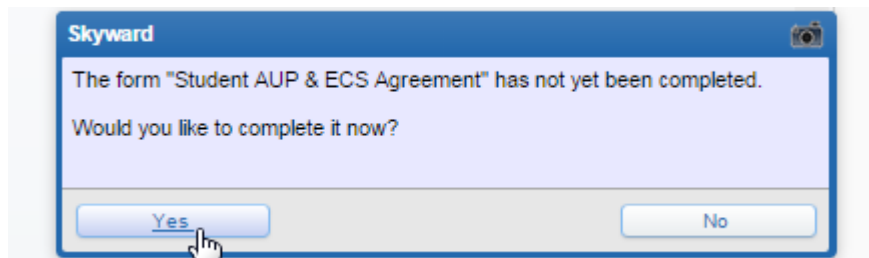 Skyward
The form "Student AUP & ECS Agreement" has not yet been completed.
Would you like to complete it now?
Yes
No